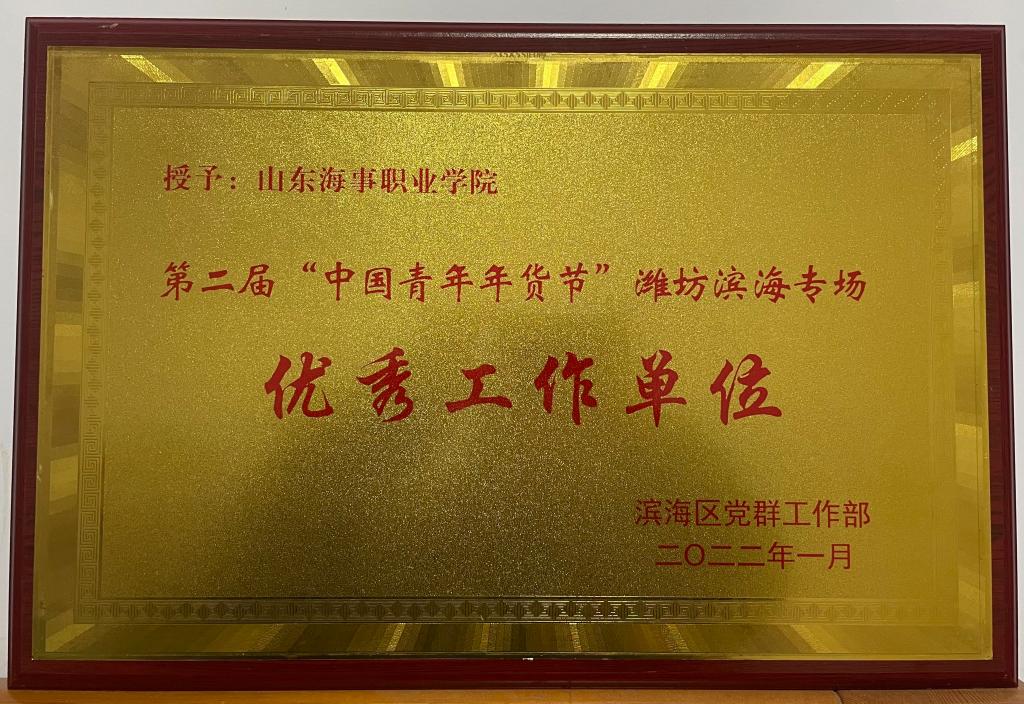 授予：山东海事职业学院
第二届“中国青年年货节”潍坊滨海专场
优秀工作单位
滨海区党群工作部
二〇二二年一月